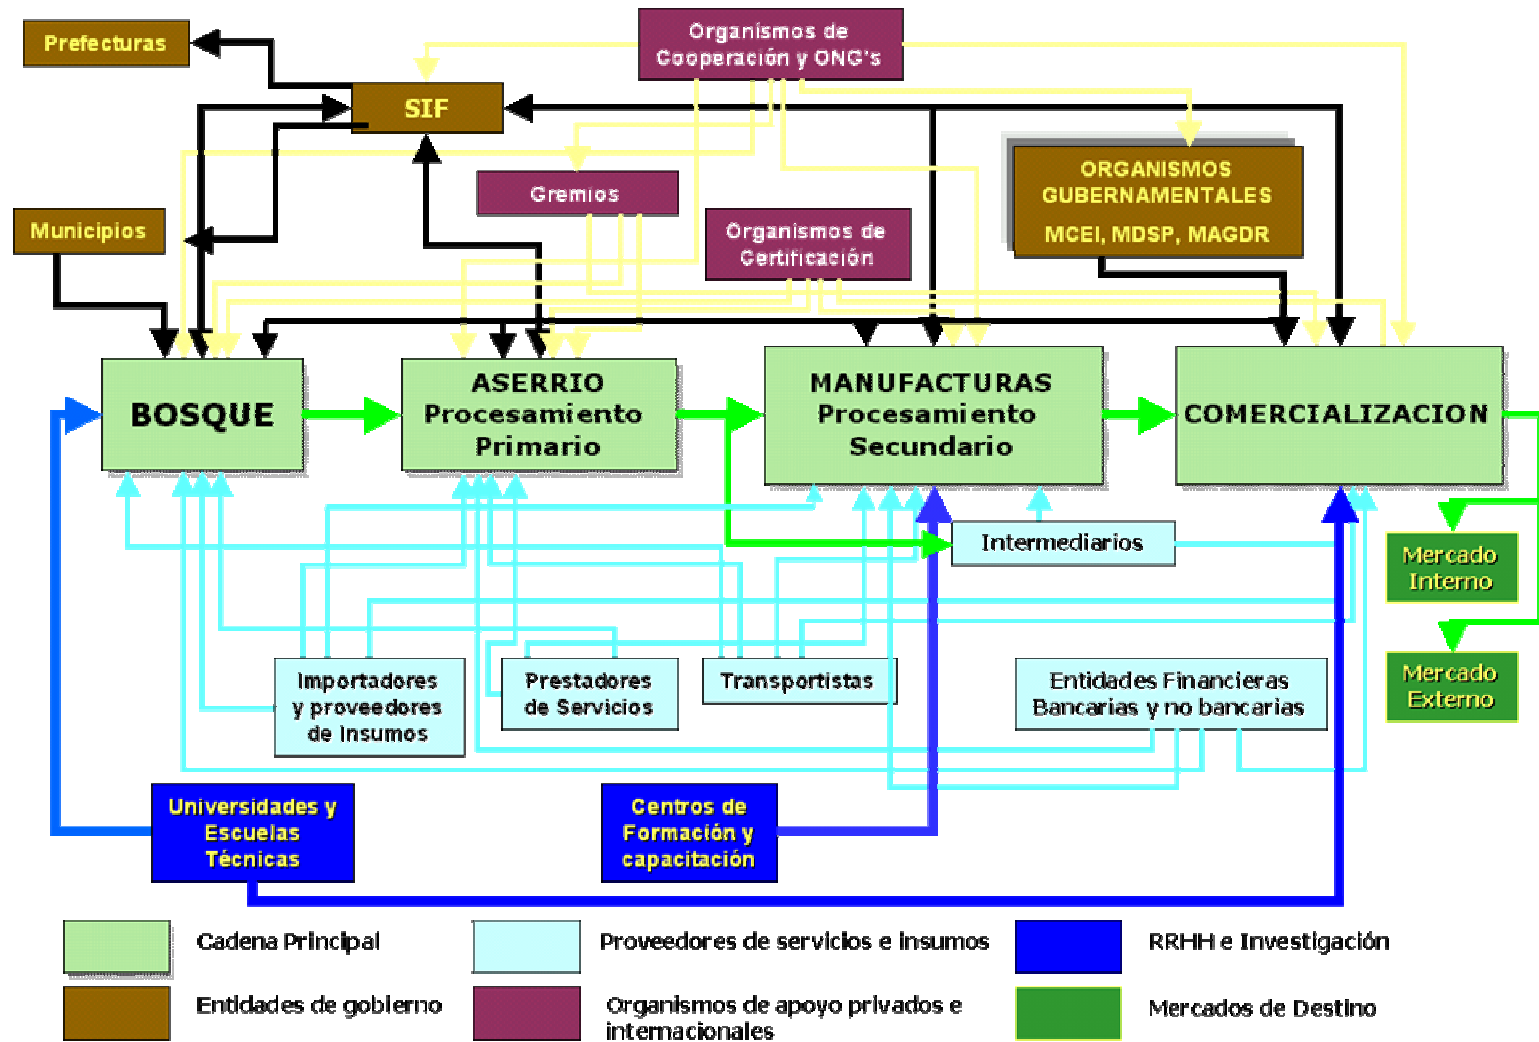 Prefecturas
Organismos de
Cooperación y ONG's
SIF
ORGANISMOS
GUBERNAMENTALES
MCEI, MDSP, MAGDR
Gremios
Municipios
Organismos de
Certificación
BOSQUE
ASERRIO
Procesamiento
Primario
MANUFACTURAS
Procesamiento
Secundario
COMERCIALIZACION
Intermediarios
Mercado
Interno
Importadores
y proveedores
de Insumos
Prestadores
de Servicios
Transportistas
Entidades Financieras
Bancarias y no bancarias
Mercado
Externo
Universidades y
Escuelas
Técnicas
Centros de
Formación y
capacitación
Cadena Principal
Proveedores de servicios e insumos
RRHH e Investigación
Entidades de gobierno
Organismos de apoyo privados e
internacionales
Mercados de Destino